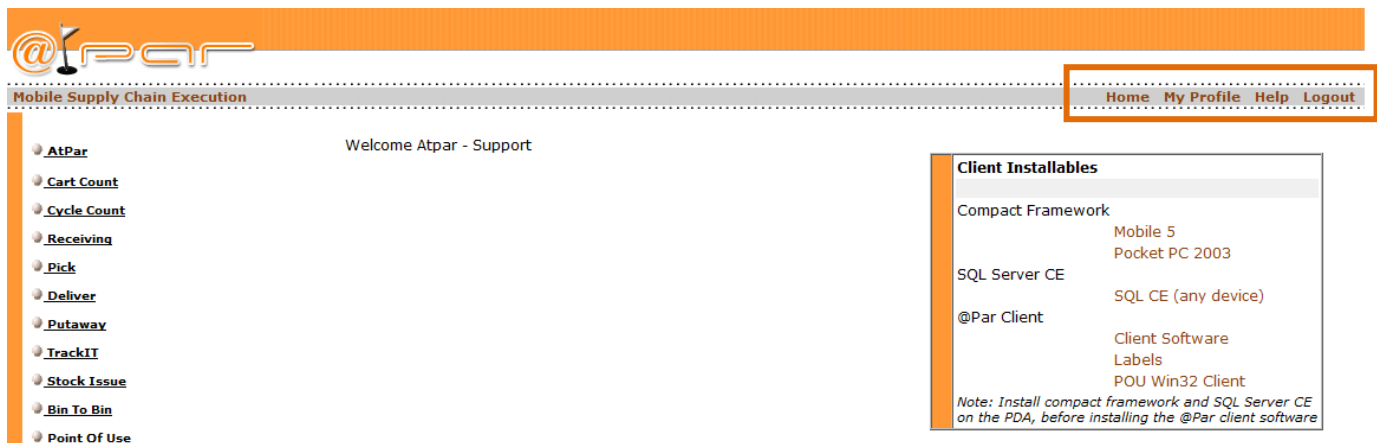 @par
Mobile Supply Chain Execution
Home My Profile Help Logout
AtPar
Cart Count
Cycle Count
Receiving
Pick
Deliver
Putaway
TrackIT
Stock Issue
Bin To Bin
Point Of Use
Welcome Atpar - Support
Client Installables
Compact Framework
Mobile 5
Pocket PC 2003
SQL Server CE
SQL CE (any device)
@Par Client
Client Software
Labels
POU Win32 Client
Note: Install compact framework and SQL Server CE
on the PDA, before installing the @Par client software